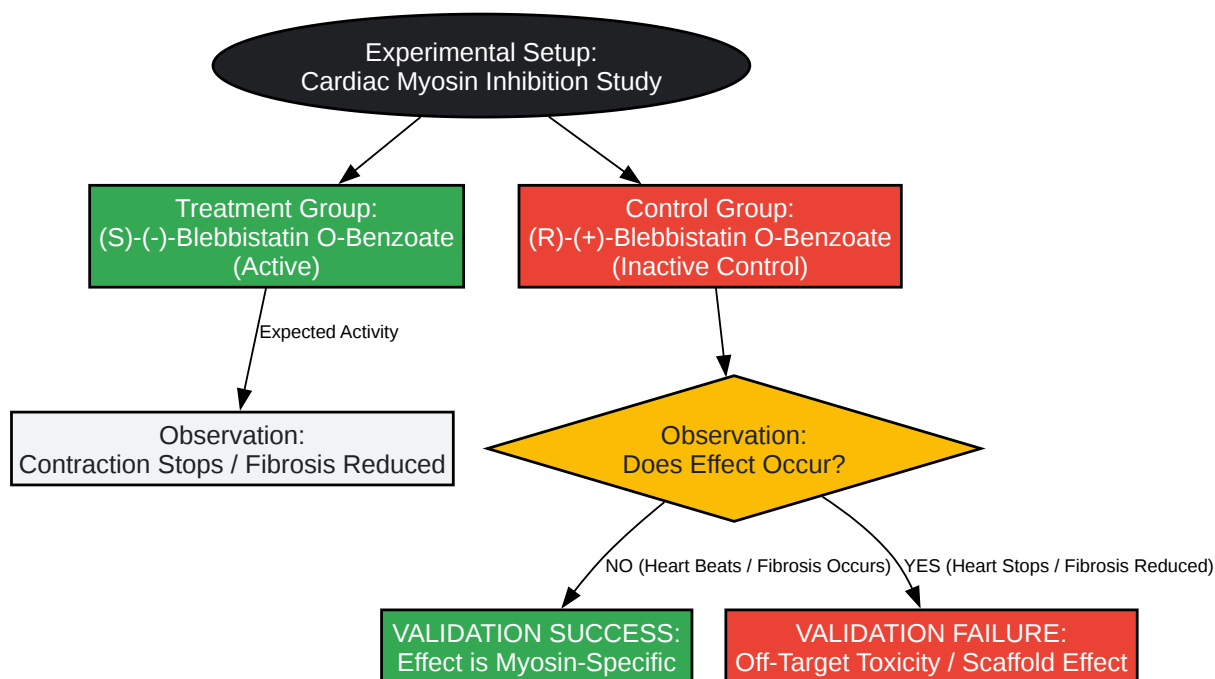 Experimental Setup:
Cardiac Myosin Inhibition Study
Treatment Group:
(S)-(-)-Blebbistatin O-Benzoate
(Active)
Control Group:
(R)-(+)-Blebbistatin O-Benzoate
(Inactive Control)
Expected Activity
Observation:
Contraction Stops / Fibrosis Reduced
Observation:
Does Effect Occur?
NO (Heart Beats / Fibrosis Occurs)
YES (Heart Stops / Fibrosis Reduced)
VALIDATION SUCCESS:
Effect is Myosin-Specific
VALIDATION FAILURE:
Off-Target Toxicity / Scaffold Effect